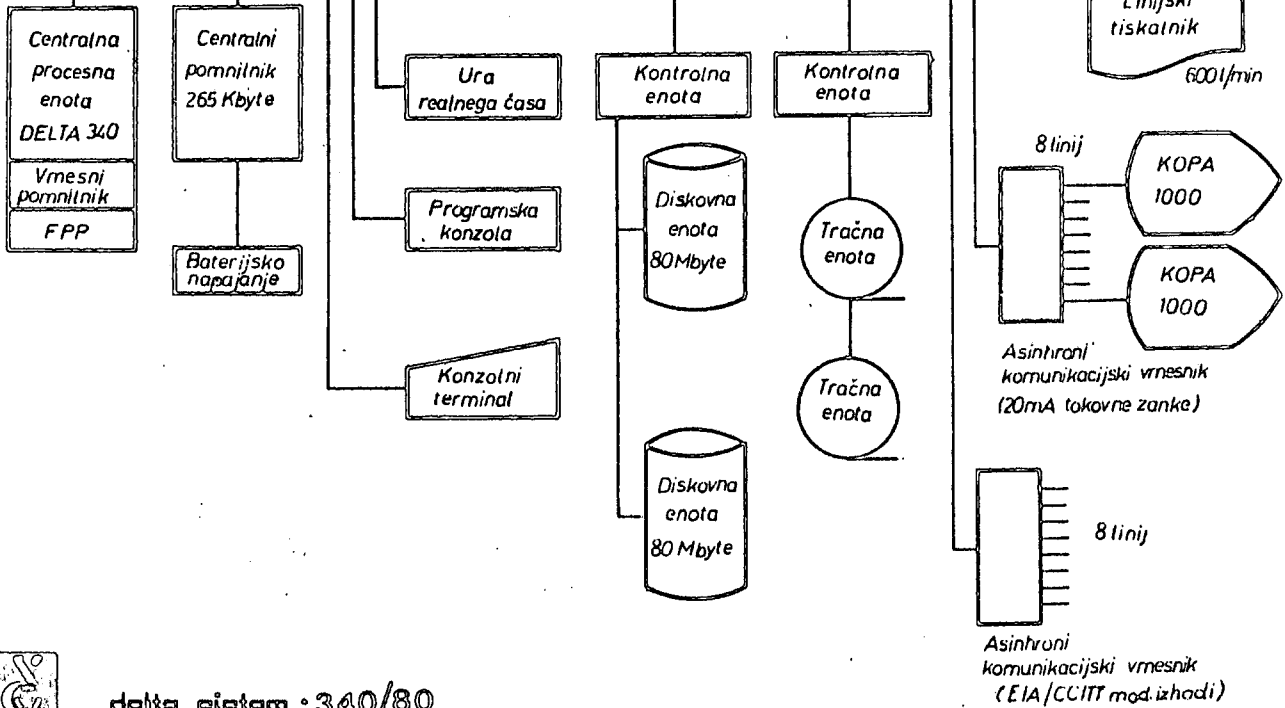 Centralna
procesna
enota
DELTA 340
Vmesni
pomnilnik
FPP
Centralni
pomnilnik
265 Kbyte
Baterijsko
napajanje
Ura
realnega časa
Programska
konzola
Konzolni
terminal
Kontrolna
enota
Diskovna
enota
80 Mbyte
Diskovna
enota
80 Mbyte
Kontrolna
enota
Tračna
enota
Tračna
enota
Linijski
tiskalnik
600 l/min
8 linij
KOPA
1000
KOPA
1000
Asinhroni
komunikacijski vmesnik
(20mA tokovne zanke)
8 linij
Asinhroni
komunikacijski vmesnik
(EIA/CCITT mod. izhodi)
delta sistem : 340/80